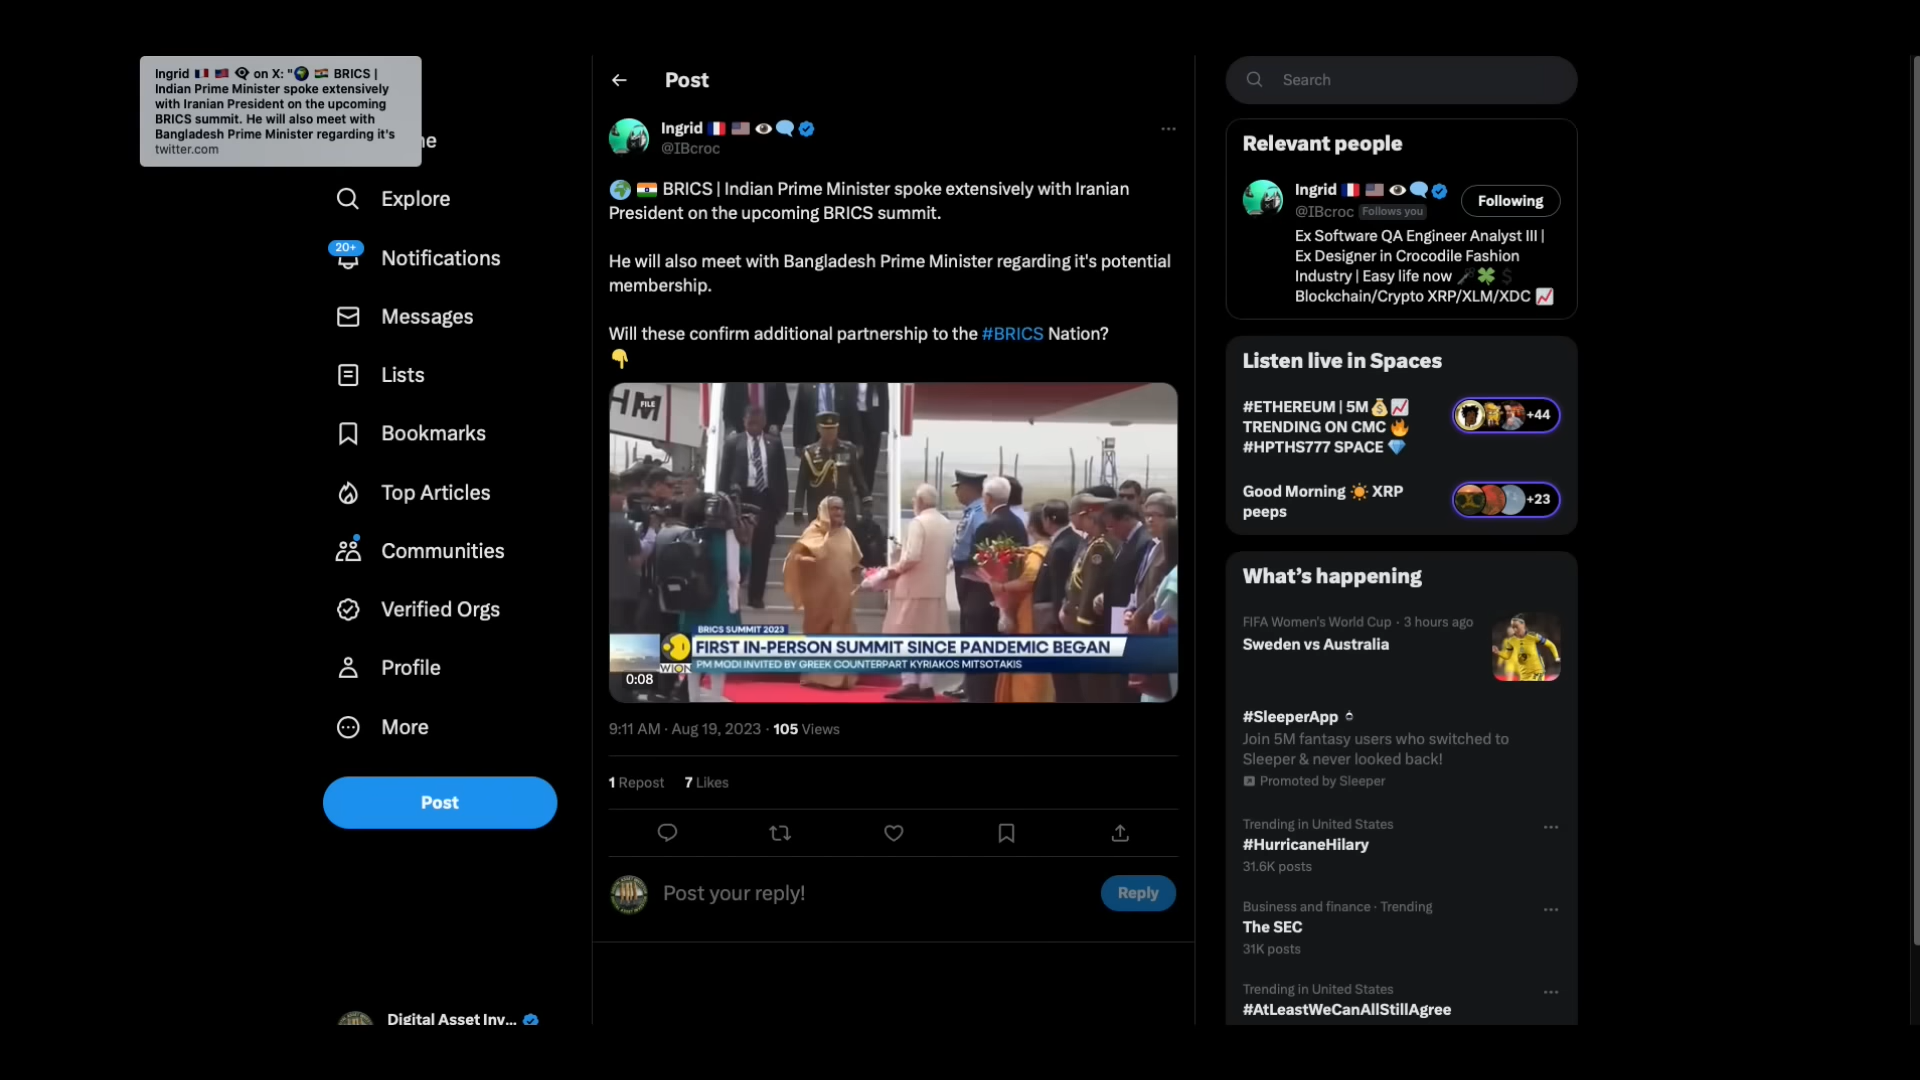 Ingrid 🇫🇷 🇺🇸 👁️‍🗨️ on X: "🌍 🇮🇳 BRICS |
Indian Prime Minister spoke extensively
with Iranian President on the upcoming
BRICS summit. He will also meet with
Bangladesh Prime Minister regarding it's
twitter.com
Explore
20+
Notifications
Messages
Lists
Bookmarks
Top Articles
Communities
Verified Orgs
Profile
More
Post
Digital Asset Inv...
Post
Ingrid 🇫🇷 🇺🇸 👁️‍🗨️
@IBcroc
🌍 🇮🇳 BRICS | Indian Prime Minister spoke extensively with Iranian
President on the upcoming BRICS summit.
He will also meet with Bangladesh Prime Minister regarding it's potential
membership.
Will these confirm additional partnership to the #BRICS Nation?
👇
HM
FILE
BRICS SUMMIT 2023
FIRST IN-PERSON SUMMIT SINCE PANDEMIC BEGAN
WION
PM MODI INVITED BY GREEK COUNTERPART KYRIAKOS MITSOTAKIS
0:08
9:11 AM · Aug 19, 2023 · 105 Views
1 Repost 7 Likes
Post your reply!
Reply
Search
Relevant people
Ingrid 🇫🇷 🇺🇸 👁️‍🗨️
@IBcroc Follows you
Following
Ex Software QA Engineer Analyst III |
Ex Designer in Crocodile Fashion
Industry | Easy life now 🎤🍀💲
Blockchain/Crypto XRP/XLM/XDC 📈
Listen live in Spaces
#ETHEREUM | 5M💰📈
TRENDING ON CMC 🔥
#HPTHS777 SPACE 💎
+44
Good Morning ☀️ XRP
peeps
+23
What's happening
FIFA Women's World Cup · 3 hours ago
Sweden vs Australia
#SleeperApp
Join 5M fantasy users who switched to
Sleeper & never looked back!
Promoted by Sleeper
Trending in United States
#HurricaneHilary
31.6K posts
Business and finance · Trending
The SEC
31K posts
Trending in United States
#AtLeastWeCanAllStillAgree